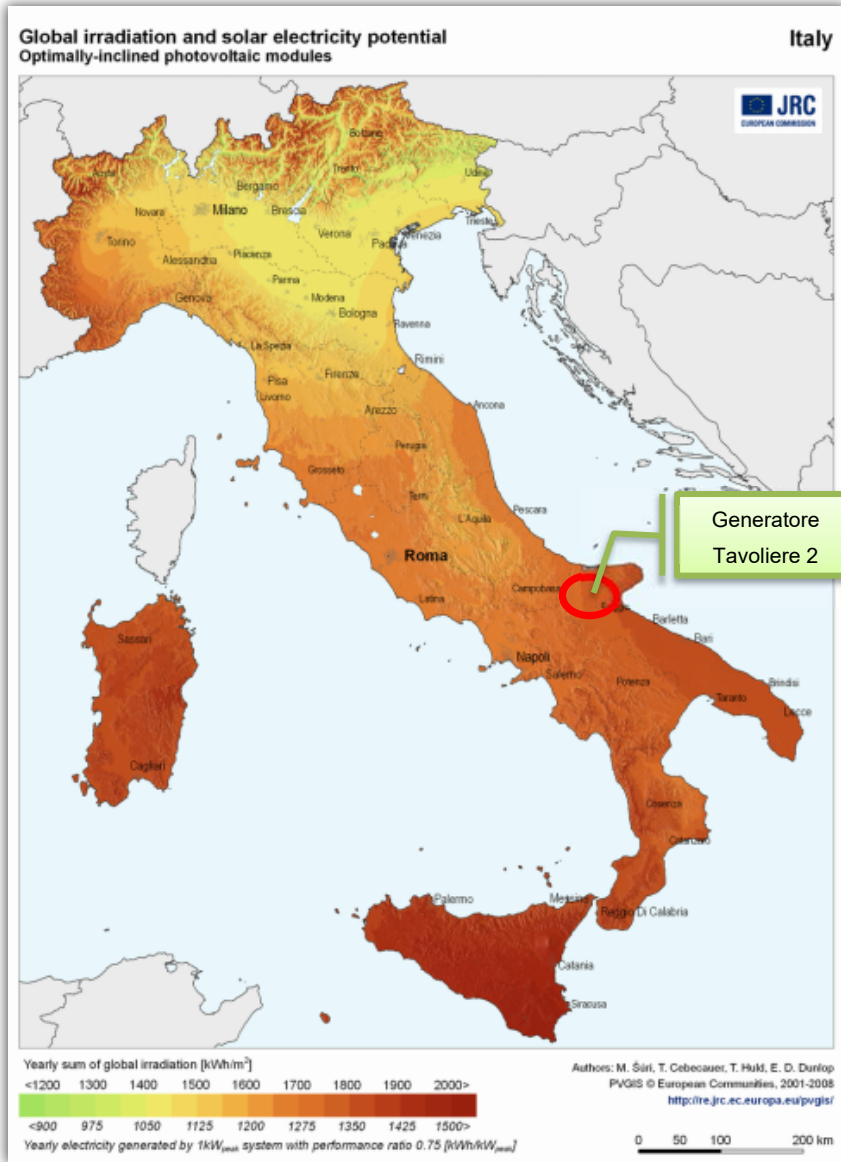 Global irradiation and solar electricity potential
Optimally-inclined photovoltaic modules
Italy
JRC
EUROPEAN COMMISSION
Bolzano
Aosta
Trento
Udine
Bergamo
Novara
Milano
Brescia
Trieste
Verona
Padova
Venezia
Torino
Piacenza
Alessandria
Parma
Genova
Modena
Bologna
Ravenna
La Spezia
Rimini
Pisa
Firenze
Livorno
Arezzo
Ancona
Perugia
Grosseto
Terni
Pescara
L'Aquila
Generatore
Tavoliere 2
Roma
Campobasso
Latina
Foggia
Barletta
Bari
Sassari
Napoli
Salerno
Potenza
Brindisi
Taranto
Lecce
Cagliari
Cosenza
Catanzaro
Palermo
Messina
Reggio Di Calabria
Catania
Siracusa
Yearly sum of global irradiation [kWh/m²]
<1200 1300 1400 1500 1600 1700 1800 1900 2000>
<900 975 1050 1125 1200 1275 1350 1425 1500>
Yearly electricity generated by 1kWpeak system with performance ratio 0.75 [kWh/kWpeak]
Authors: M. Šúri, T. Cebecauer, T. Huld, E. D. Dunlop
PVGIS © European Communities, 2001-2008
http://re.jrc.ec.europa.eu/pvgis/
0 50 100 200 km